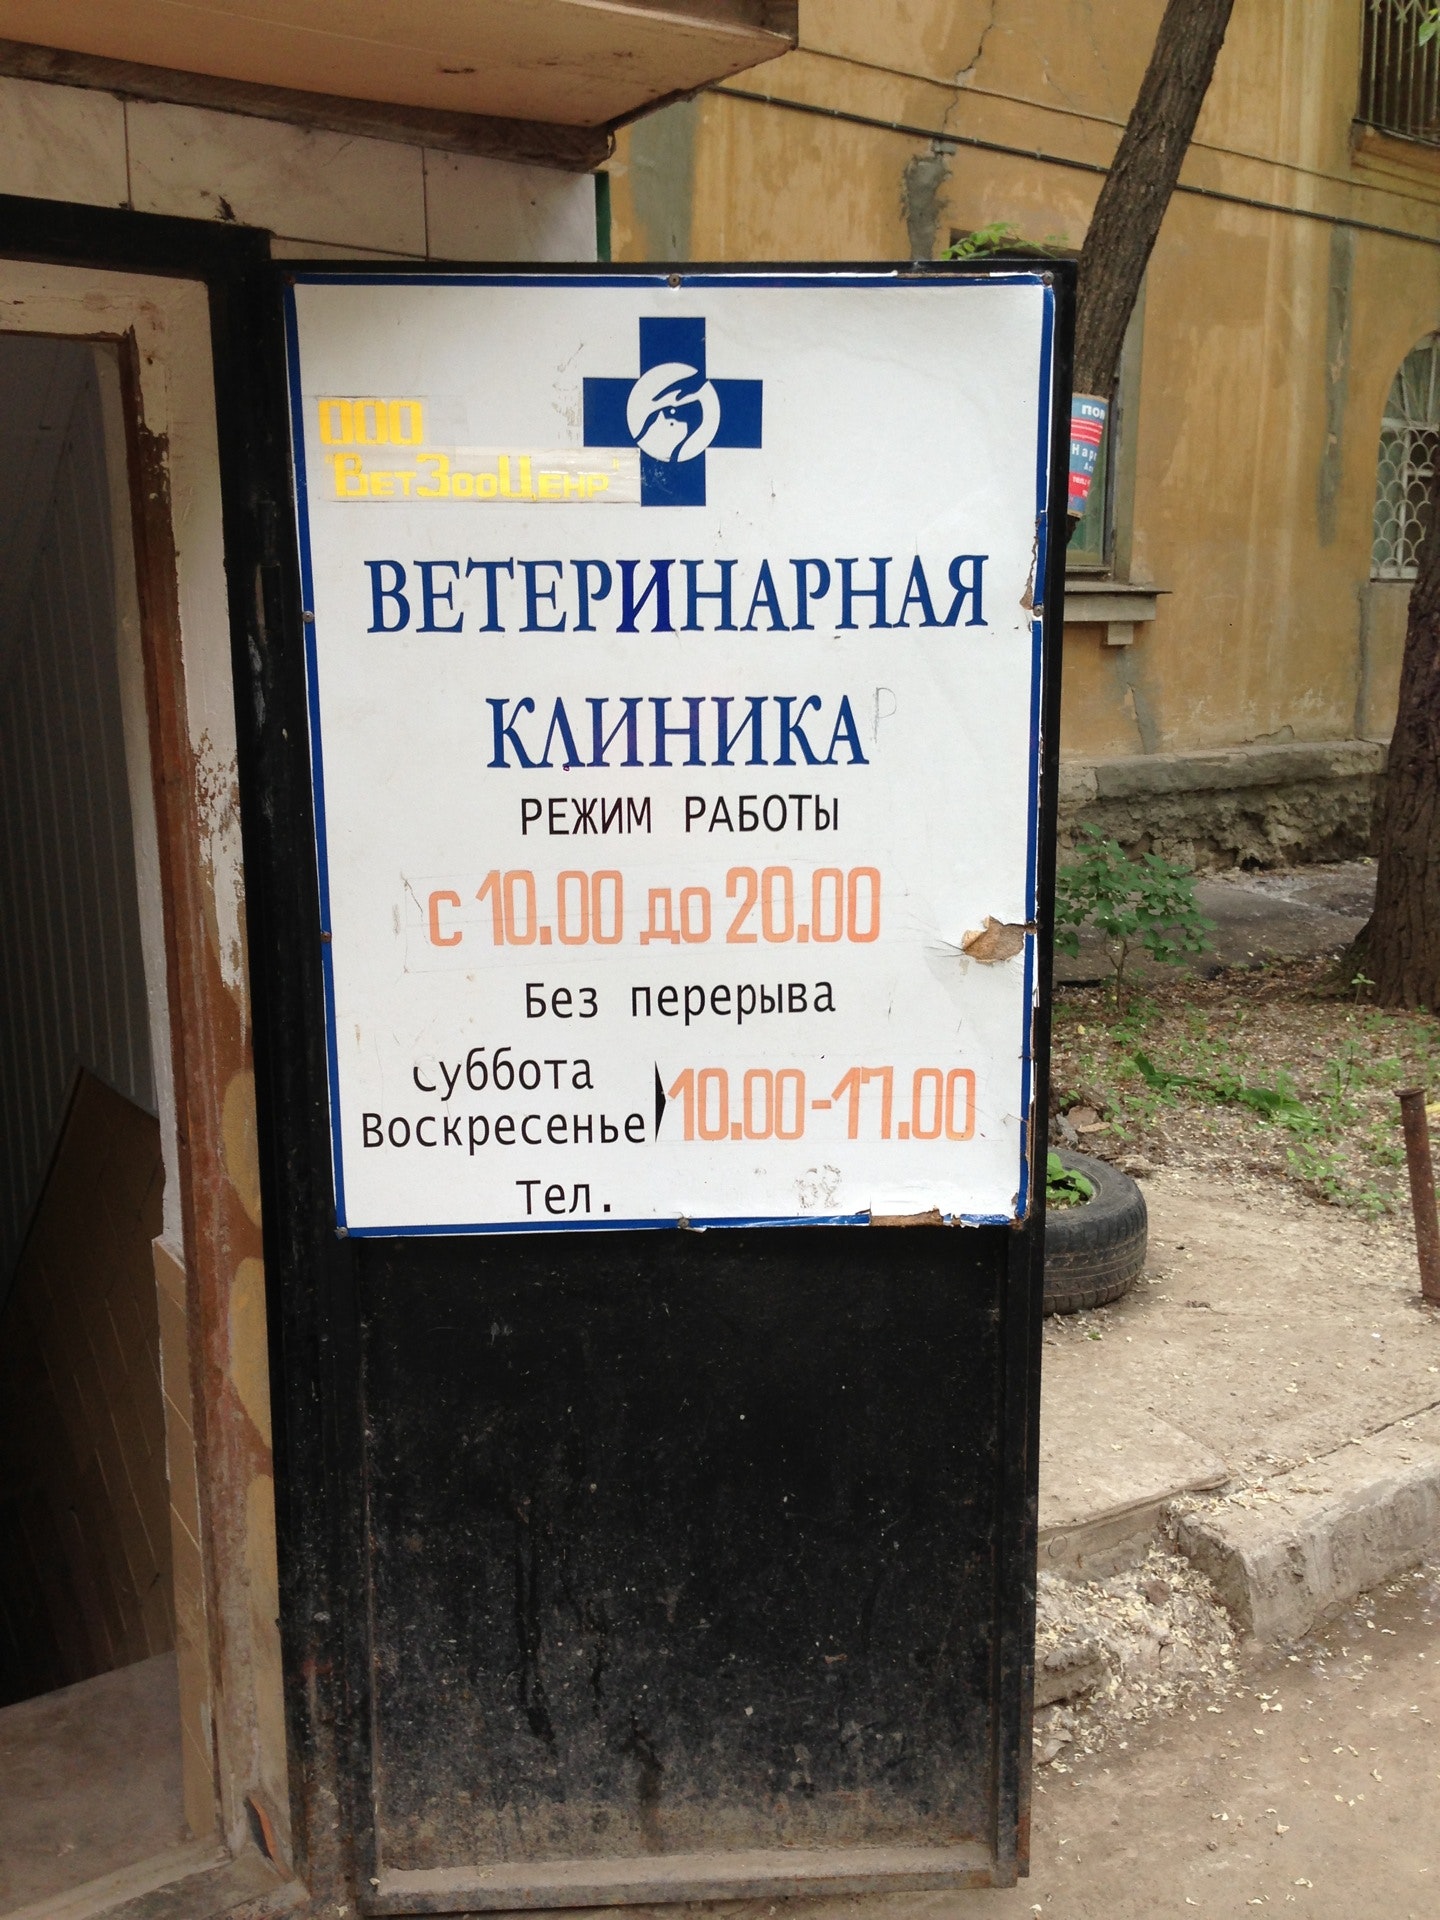 ООО
"ВетЗооЦенр"
ВЕТЕРИНАРНАЯ
КЛИНИКА
РЕЖИМ РАБОТЫ
с 10.00 до 20.00
Без перерыва
Суббота
Воскресенье 10.00-17.00
Тел.